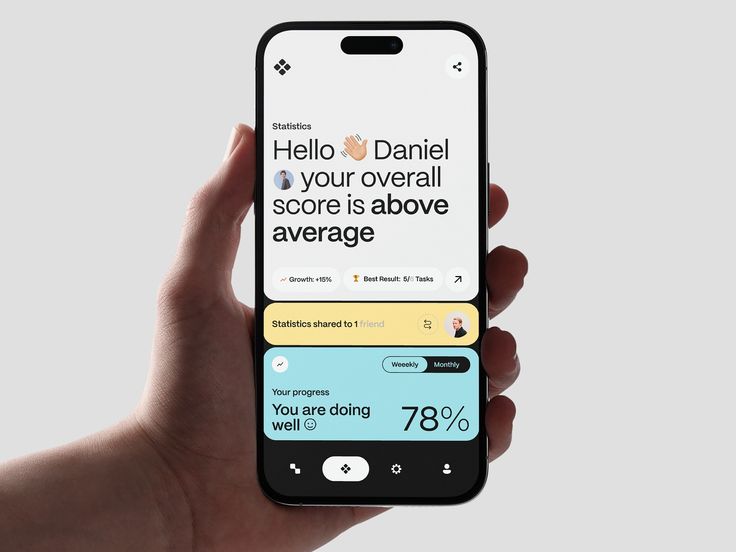 Statistics
Hello 👋🏼 Daniel
your overall
score is above
average
Growth: +15%
Best Result: 5/6 Tasks
Statistics shared to 1 friend
Weeekly
Monthly
Your progress
You are doing
well ☺
78%